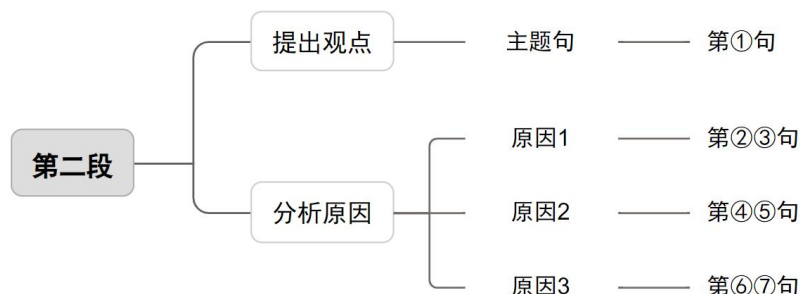 提出观点 主题句 第①句
第二段
原因1 第②③句
分析原因 原因2 第④⑤句
原因3 第⑥⑦句